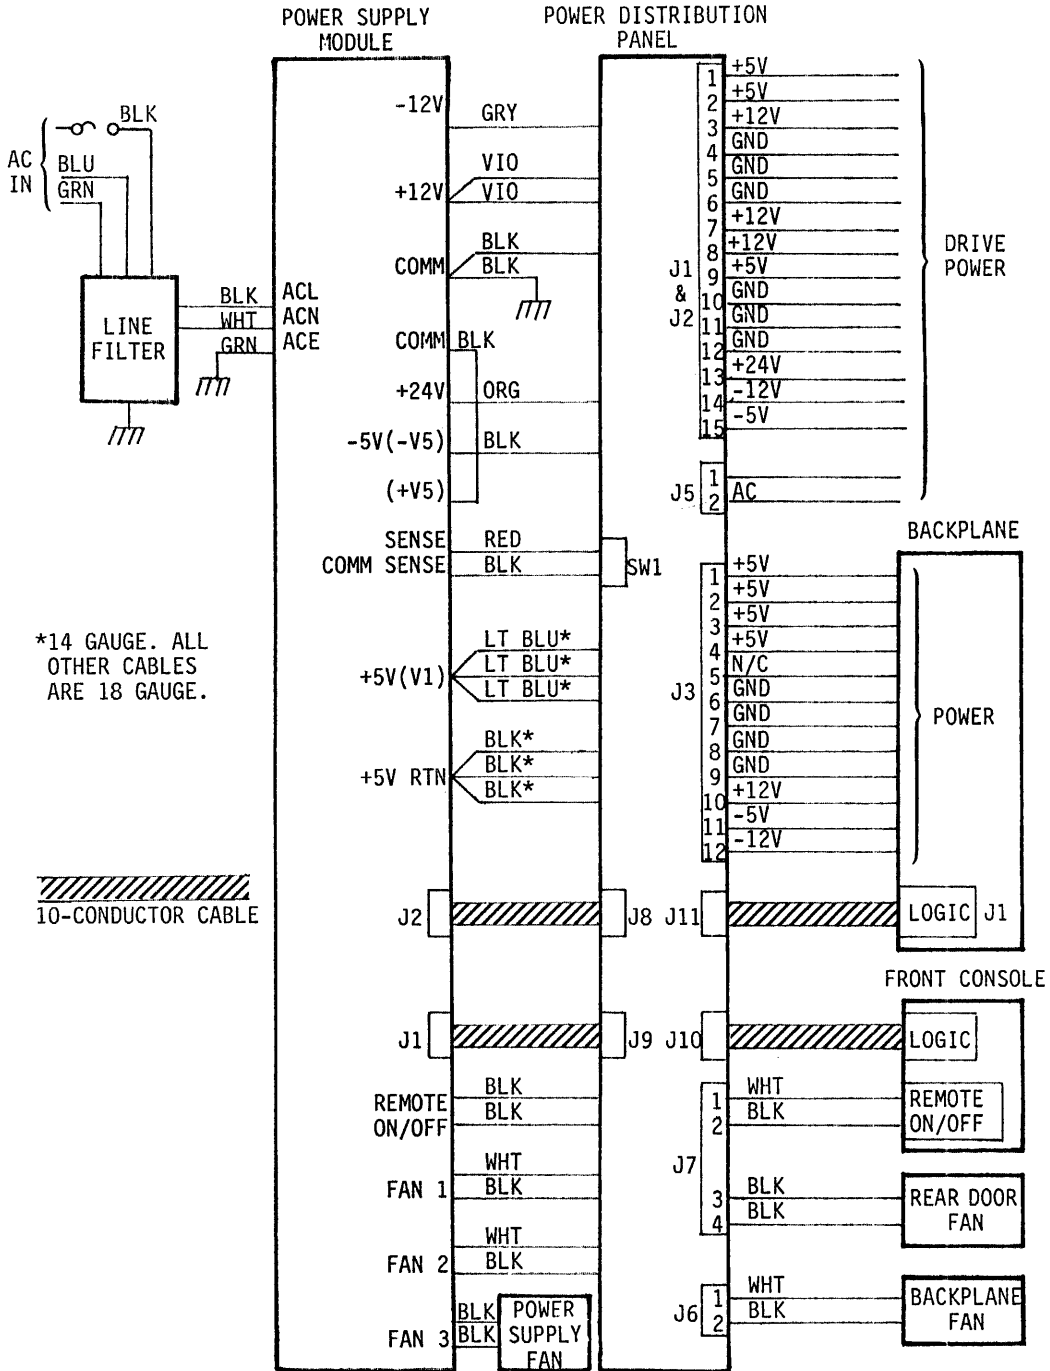 POWER SUPPLY
MODULE
POWER DISTRIBUTION
PANEL
AC
IN
BLK
BLU
GRN
LINE
FILTER
BLK
WHT
GRN
ACL
ACN
ACE
-12V
GRY
+12V
VIO
VIO
COMM
BLK
BLK
COMM
BLK
+24V
ORG
-5V(-V5)
BLK
(+V5)
SENSE
RED
COMM SENSE
BLK
SW1
*14 GAUGE. ALL
OTHER CABLES
ARE 18 GAUGE.
+5V(V1)
LT BLU*
LT BLU*
LT BLU*
+5V RTN
BLK*
BLK*
BLK*
10-CONDUCTOR CABLE
J2
J8
J11
LOGIC
J1
J1
J9
J10
LOGIC
REMOTE
ON/OFF
BLK
BLK
FAN 1
WHT
BLK
FAN 2
WHT
BLK
FAN 3
BLK
BLK
POWER
SUPPLY
FAN
J1
&
J2
1 +5V
2 +5V
3 +12V
4 GND
5 GND
6 GND
7 +12V
8 +12V
9 +5V
10 GND
11 GND
12 GND
13 +24V
14 -12V
15 -5V
DRIVE
POWER
J5
1
2 AC
BACKPLANE
J3
1 +5V
2 +5V
3 +5V
4 +5V
5 N/C
6 GND
7 GND
8 GND
9 GND
10 +12V
11 -5V
12 -12V
POWER
FRONT CONSOLE
J7
1 WHT
2 BLK
REMOTE
ON/OFF
3 BLK
4 BLK
REAR DOOR
FAN
J6
1 WHT
2 BLK
BACKPLANE
FAN